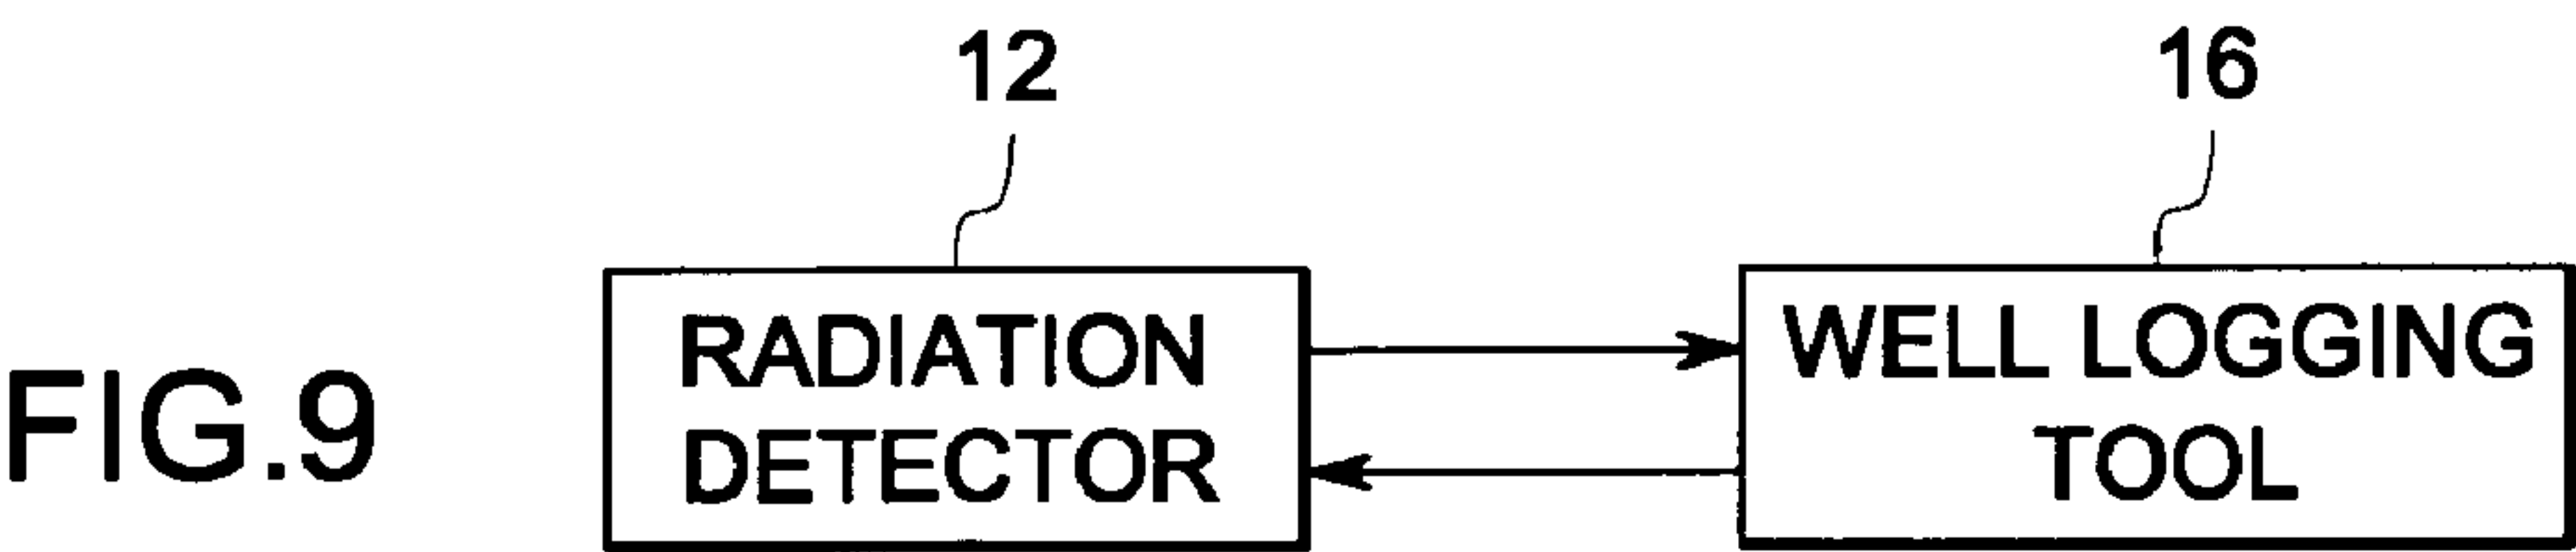 12
16
RADIATION
DETECTOR
WELL LOGGING
TOOL
FIG.9